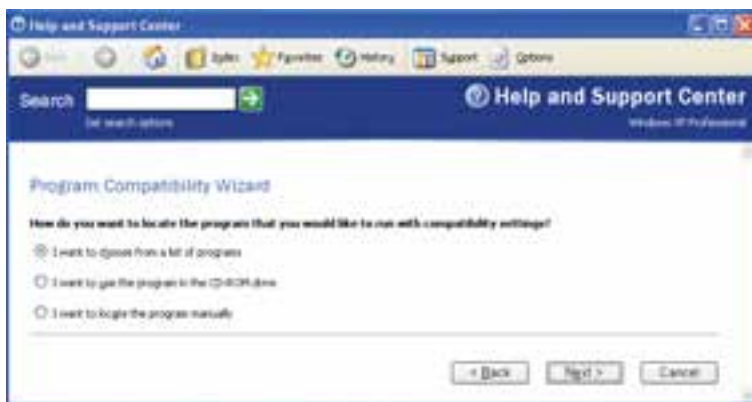 Help and Support Center
Index Favorites History Support Options
Search
Set search options
Help and Support Center
Windows XP Professional
Program Compatibility Wizard
How do you want to locate the program that you would like to run with compatibility settings?
I want to choose from a list of programs
I want to use the program in the CD-ROM drive
I want to locate the program manually
< Back Next > Cancel